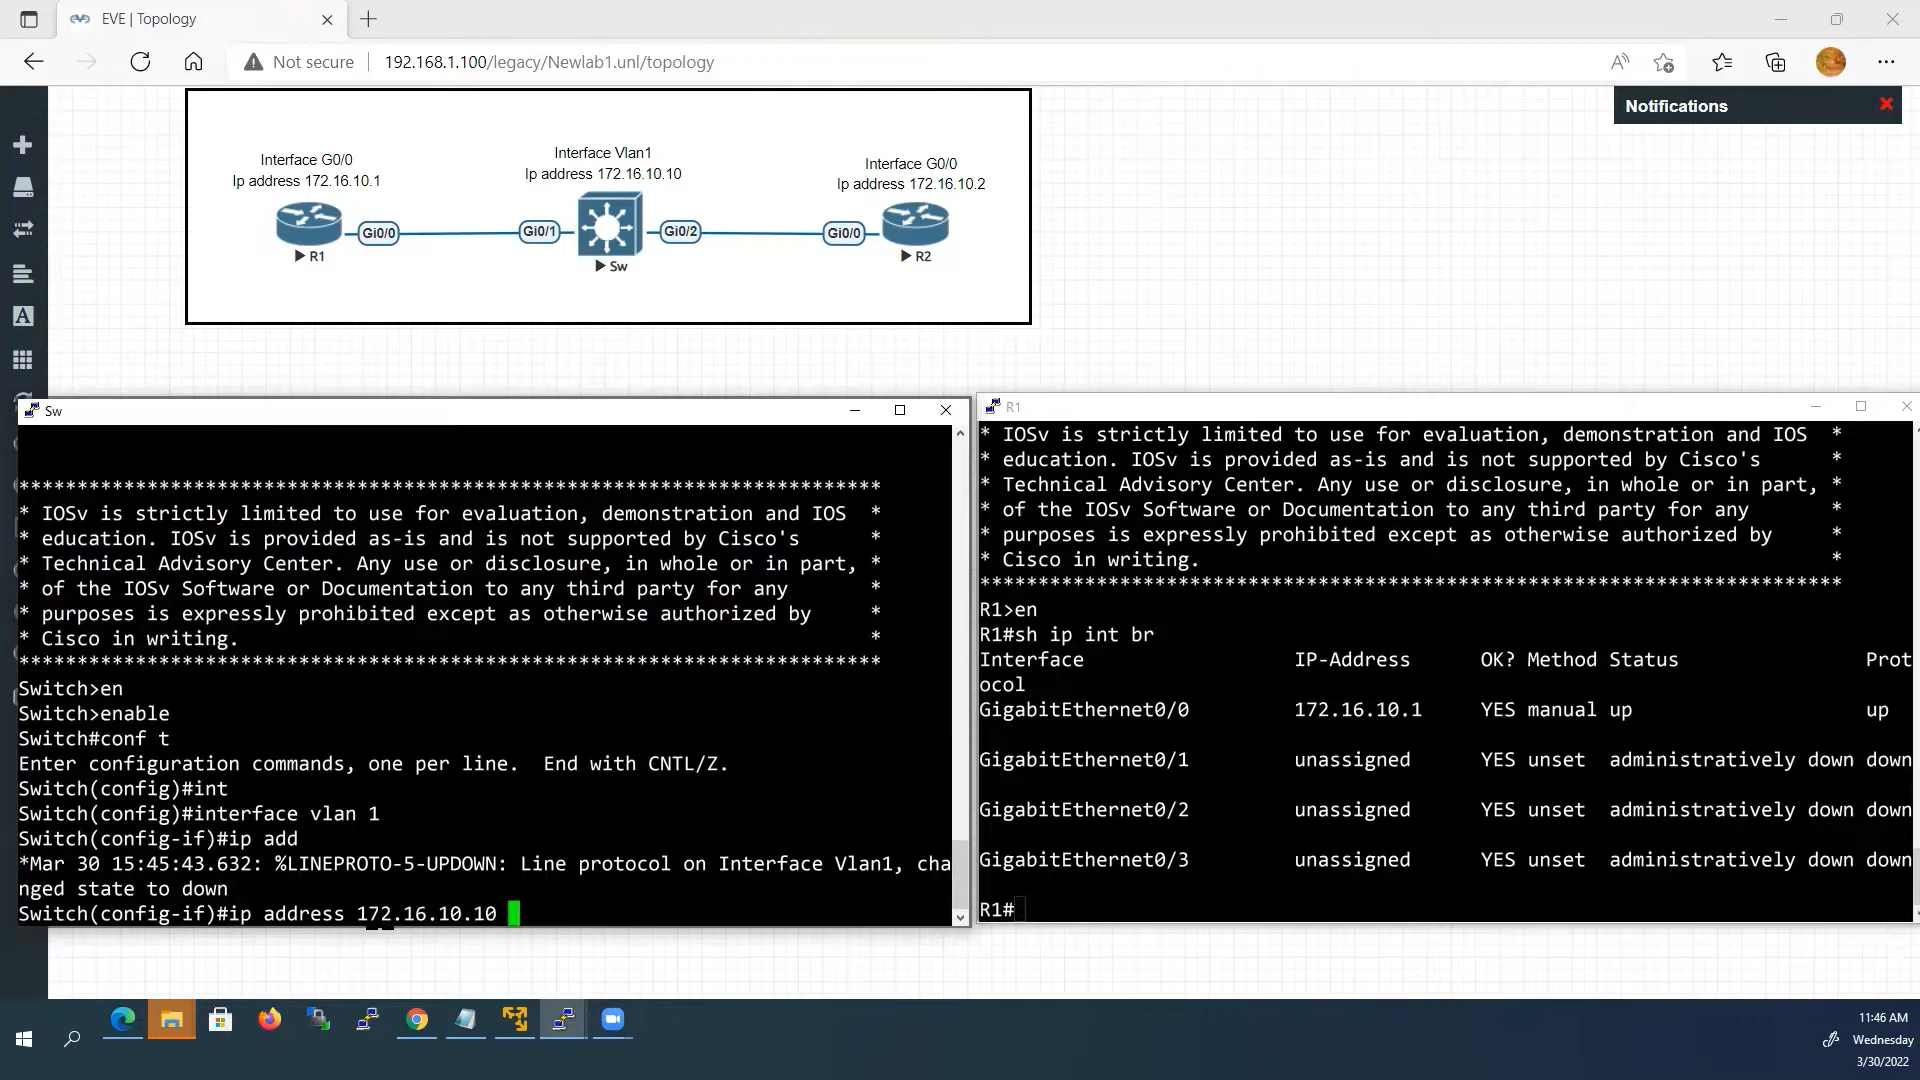 EVE | Topology
Not secure
192.168.1.100/legacy/Newlab1.unl/topology
Notifications
Interface G0/0
Ip address 172.16.10.1
Interface Vlan1
Ip address 172.16.10.10
Interface G0/0
Ip address 172.16.10.2
Gi0/0
Gi0/1
Gi0/2
Gi0/0
R1
Sw
R2
Sw
********************************************************************************
* IOSv is strictly limited to use for evaluation, demonstration and IOS  *
* education. IOSv is provided as-is and is not supported by Cisco's      *
* Technical Advisory Center. Any use or disclosure, in whole or in part, *
* of the IOSv Software or Documentation to any third party for any       *
* purposes is expressly prohibited except as otherwise authorized by     *
* Cisco in writing.                                                      *
********************************************************************************
Switch>en
Switch>enable
Switch#conf t
Enter configuration commands, one per line.  End with CNTL/Z.
Switch(config)#int
Switch(config)#interface vlan 1
Switch(config-if)#ip add
*Mar 30 15:45:43.632: %LINEPROTO-5-UPDOWN: Line protocol on Interface Vlan1, cha
nged state to down
Switch(config-if)#ip address 172.16.10.10
R1
* IOSv is strictly limited to use for evaluation, demonstration and IOS  *
* education. IOSv is provided as-is and is not supported by Cisco's      *
* Technical Advisory Center. Any use or disclosure, in whole or in part, *
* of the IOSv Software or Documentation to any third party for any       *
* purposes is expressly prohibited except as otherwise authorized by     *
* Cisco in writing.                                                      *
********************************************************************************
R1>en
R1#sh ip int br
Interface                  IP-Address      OK? Method Status                Prot
ocol
GigabitEthernet0/0         172.16.10.1     YES manual up                    up
GigabitEthernet0/1         unassigned      YES unset  administratively down down
GigabitEthernet0/2         unassigned      YES unset  administratively down down
GigabitEthernet0/3         unassigned      YES unset  administratively down down
R1#
11:46 AM
Wednesday
3/30/2022